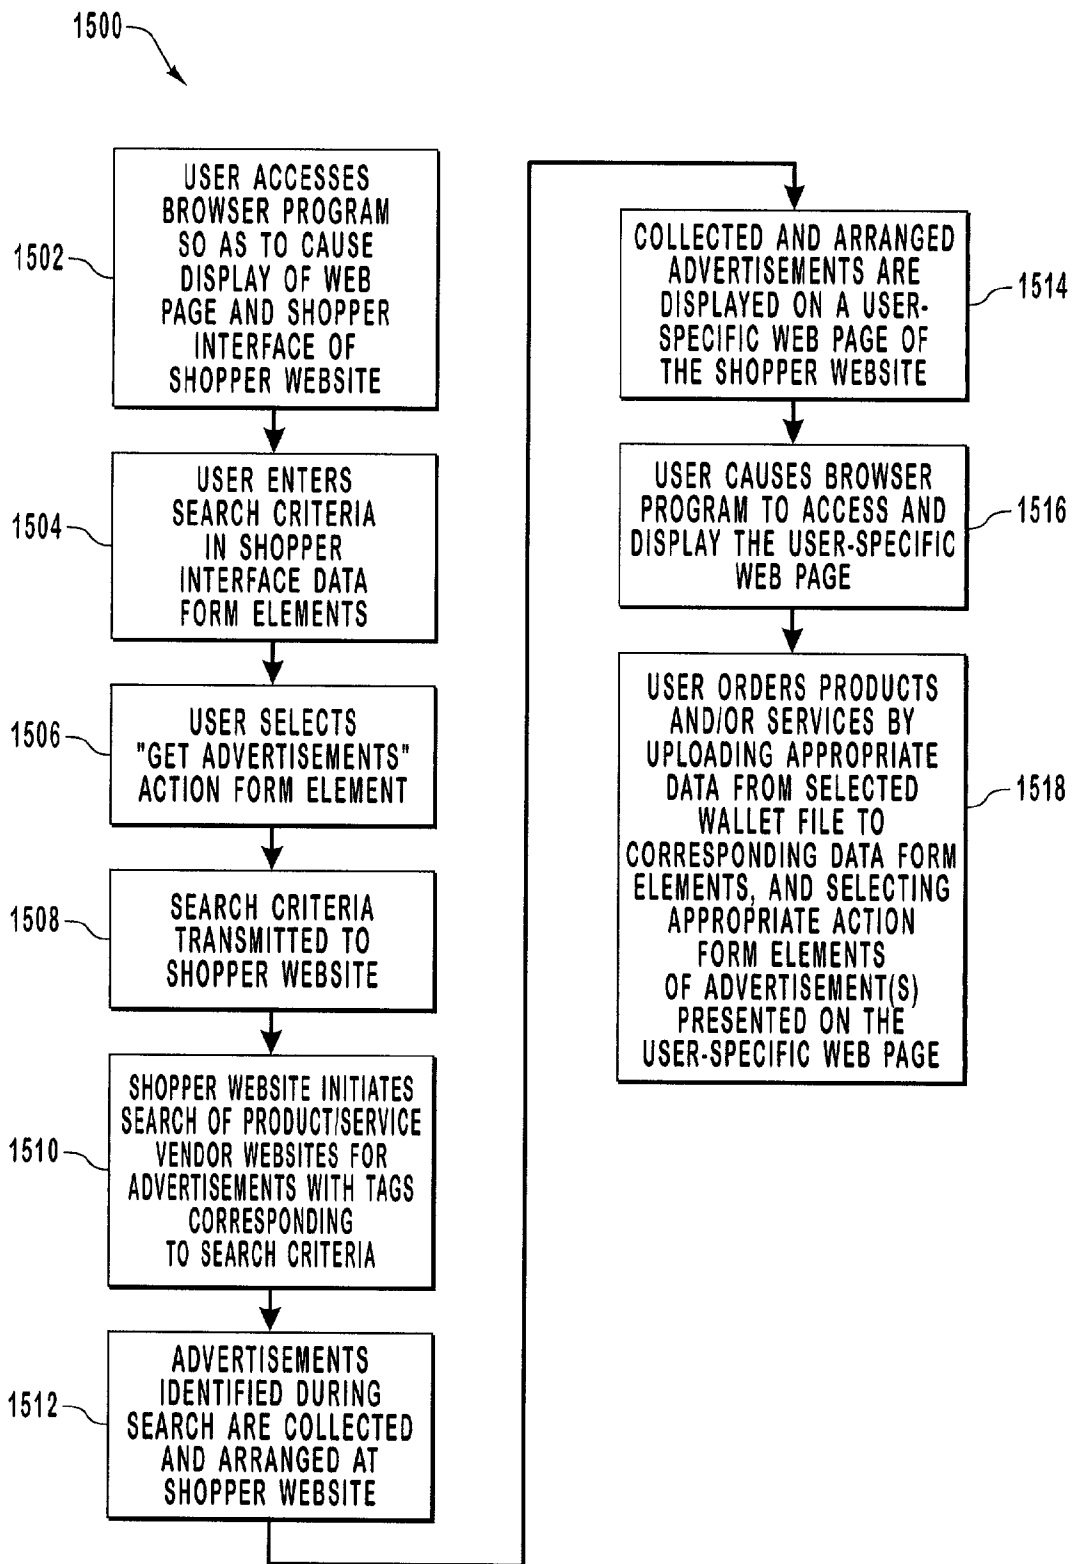 1500
1502
USER ACCESSES
BROWSER PROGRAM
SO AS TO CAUSE
DISPLAY OF WEB
PAGE AND SHOPPER
INTERFACE OF
SHOPPER WEBSITE
1504
USER ENTERS
SEARCH CRITERIA
IN SHOPPER
INTERFACE DATA
FORM ELEMENTS
1506
USER SELECTS
"GET ADVERTISEMENTS"
ACTION FORM ELEMENT
1508
SEARCH CRITERIA
TRANSMITTED TO
SHOPPER WEBSITE
1510
SHOPPER WEBSITE INITIATES
SEARCH OF PRODUCT/SERVICE
VENDOR WEBSITES FOR
ADVERTISEMENTS WITH TAGS
CORRESPONDING
TO SEARCH CRITERIA
1512
ADVERTISEMENTS
IDENTIFIED DURING
SEARCH ARE COLLECTED
AND ARRANGED AT
SHOPPER WEBSITE
COLLECTED AND ARRANGED
ADVERTISEMENTS ARE
DISPLAYED ON A USER-
SPECIFIC WEB PAGE OF
THE SHOPPER WEBSITE
1514
USER CAUSES BROWSER
PROGRAM TO ACCESS AND
DISPLAY THE USER-SPECIFIC
WEB PAGE
1516
USER ORDERS PRODUCTS
AND/OR SERVICES BY
UPLOADING APPROPRIATE
DATA FROM SELECTED
WALLET FILE TO
CORRESPONDING DATA FORM
ELEMENTS, AND SELECTING
APPROPRIATE ACTION
FORM ELEMENTS
OF ADVERTISEMENT(S)
PRESENTED ON THE
USER-SPECIFIC WEB PAGE
1518